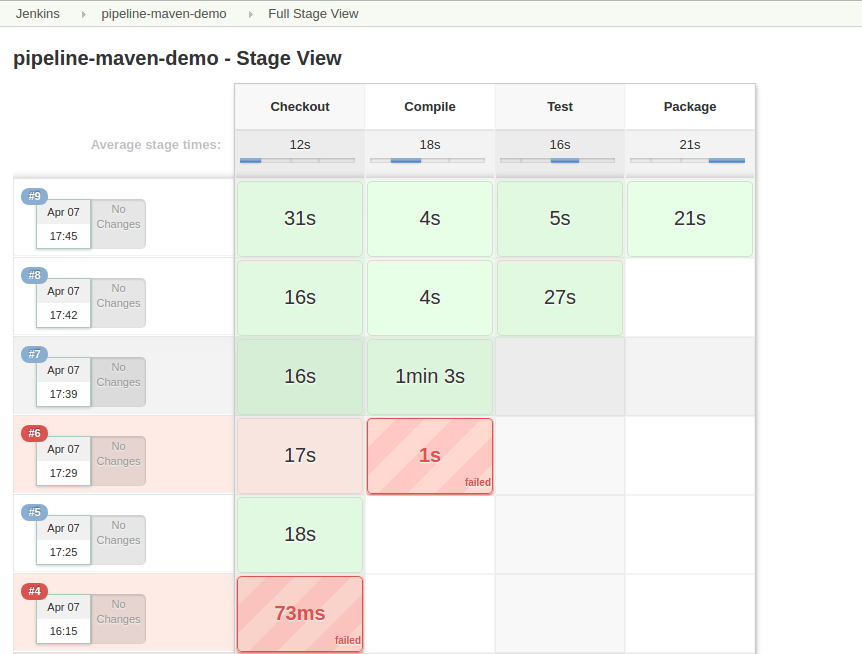 Jenkins pipeline-maven-demo Full Stage View
pipeline-maven-demo - Stage View
Checkout Compile Test Package
Average stage times: 12s 18s 16s 21s
#9
Apr 07
17:45
No
Changes
31s 4s 5s 21s
#8
Apr 07
17:42
No
Changes
16s 4s 27s
#7
Apr 07
17:39
No
Changes
16s 1min 3s
#6
Apr 07
17:29
No
Changes
17s 1s
failed
#5
Apr 07
17:25
No
Changes
18s
#4
Apr 07
16:15
No
Changes
73ms
failed